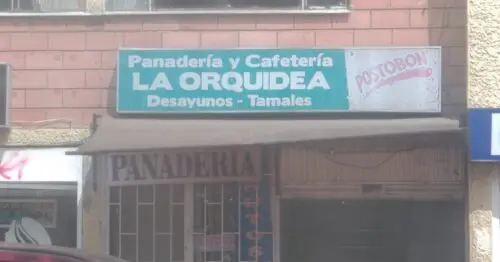 Panadería y Cafetería
LA ORQUIDEA
Desayunos - Tamales
POSTOBON
PANADERIA